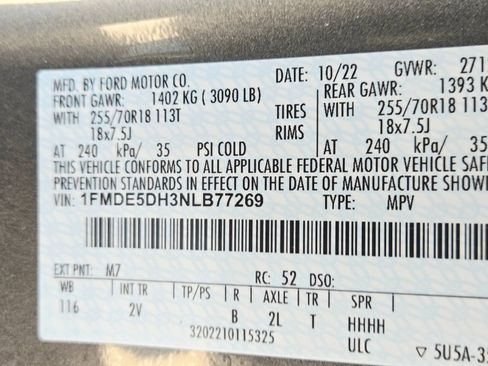 MFD. BY FORD MOTOR CO.
DATE: 10/22 GVWR: 271
FRONT GAWR: 1402 KG ( 3090 LB)
REAR GAWR: 1393 K
WITH 255/70R18 113T TIRES WITH 255/70R18 113
18x7.5J RIMS 18x7.5J
AT 240 kPa/ 35 PSI COLD AT 240 kPa/ 35
THIS VEHICLE CONFORMS TO ALL APPLICABLE FEDERAL MOTOR VEHICLE SAF
PREVENTION STANDARDS IN EFFECT ON THE DATE OF MANUFACTURE SHOW
VIN: 1FMDE5DH3NLB77269 TYPE: MPV
EXT PNT: M7 RC: 52 DSO:
WB INT TR TP/PS R AXLE TR SPR
116 2V B 2L T HHHH
3202210115325 ULC
▽ 5U5A-35